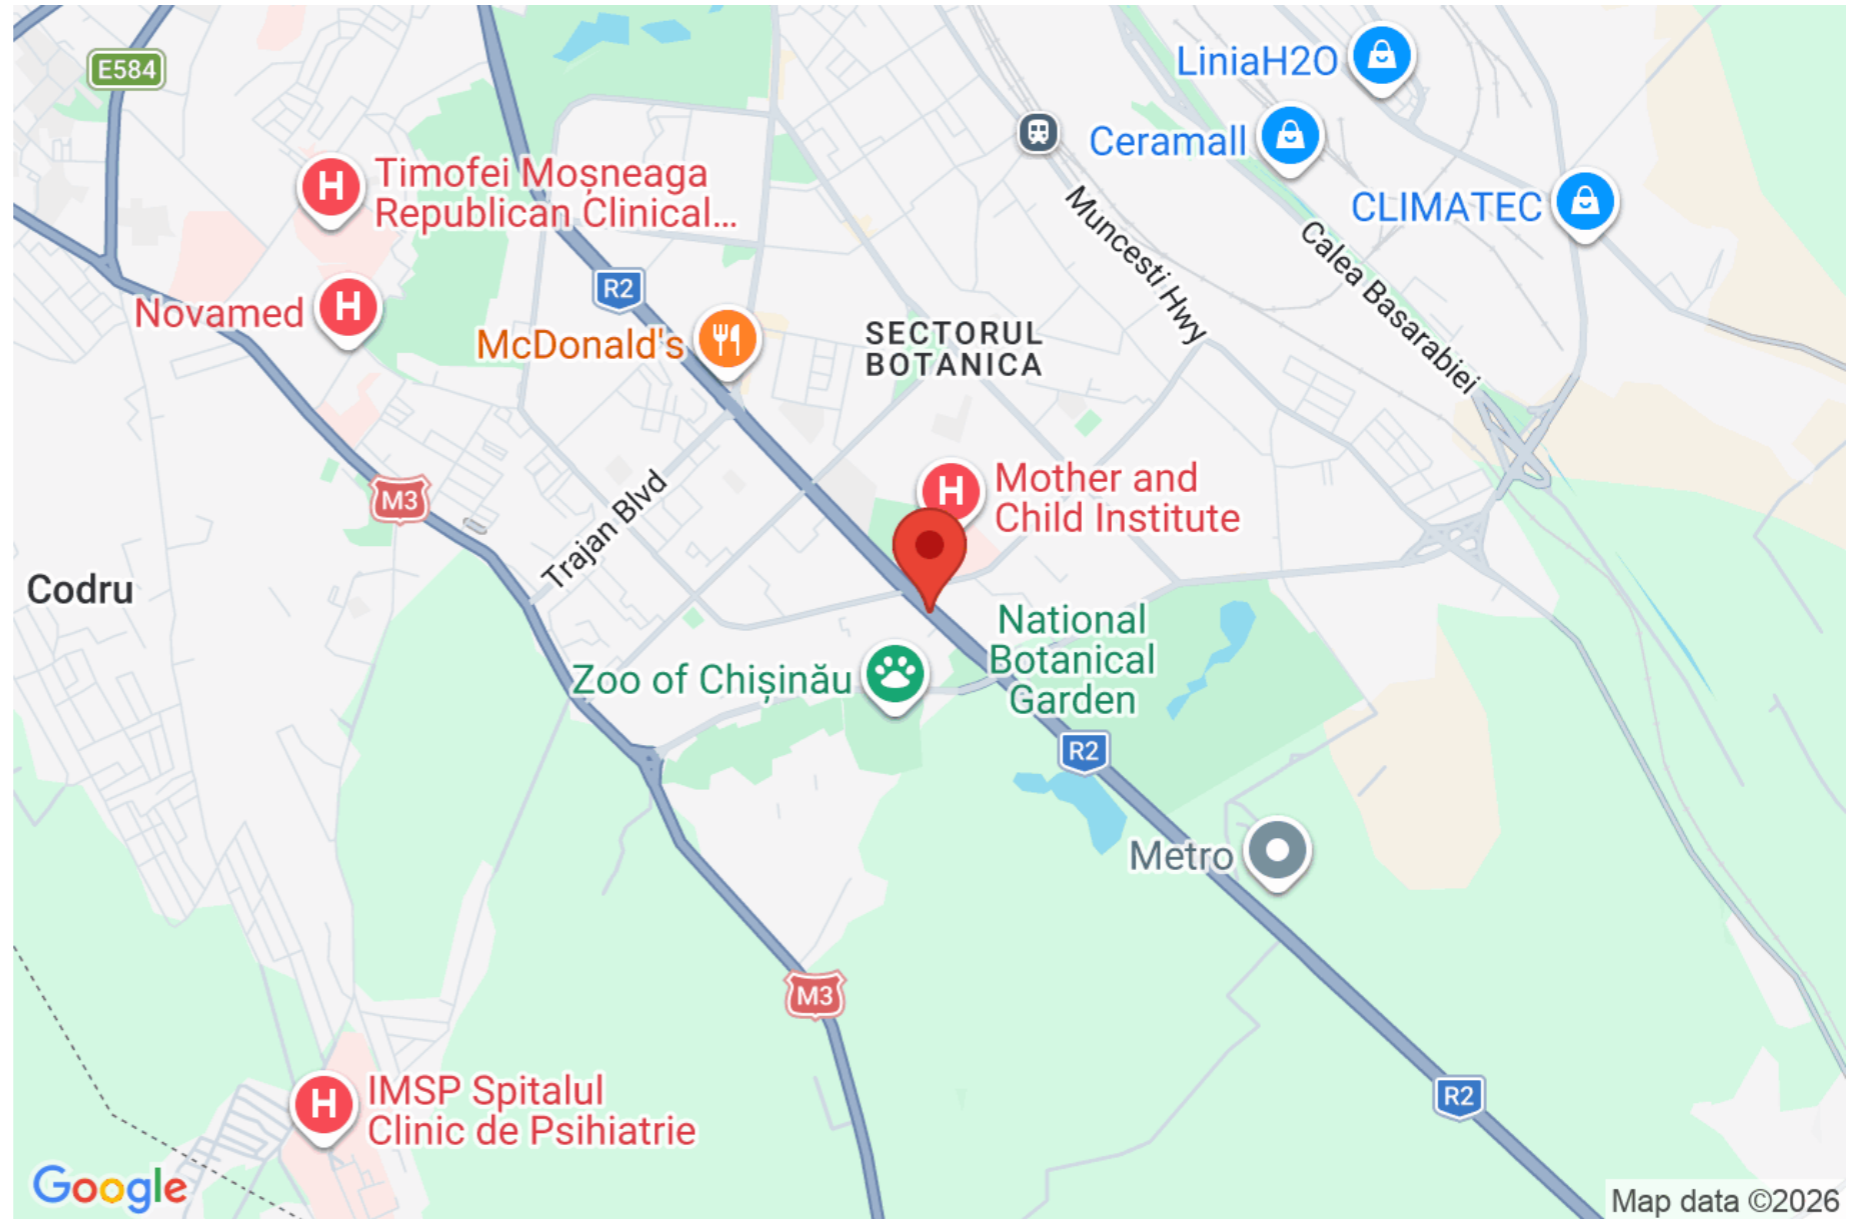 E584
LiniaH2O
Ceramall
Timofei Moșneaga
Republican Clinical...
CLIMATEC
Muncesti Hwy
Calea Basarabiei
R2
Novamed
McDonald's
SECTORUL
BOTANICA
M3
Trajan Blvd
Mother and
Child Institute
Codru
National
Botanical
Garden
Zoo of Chișinău
R2
Metro
M3
IMSP Spitalul
Clinic de Psihiatrie
R2
Google
Map data ©2026